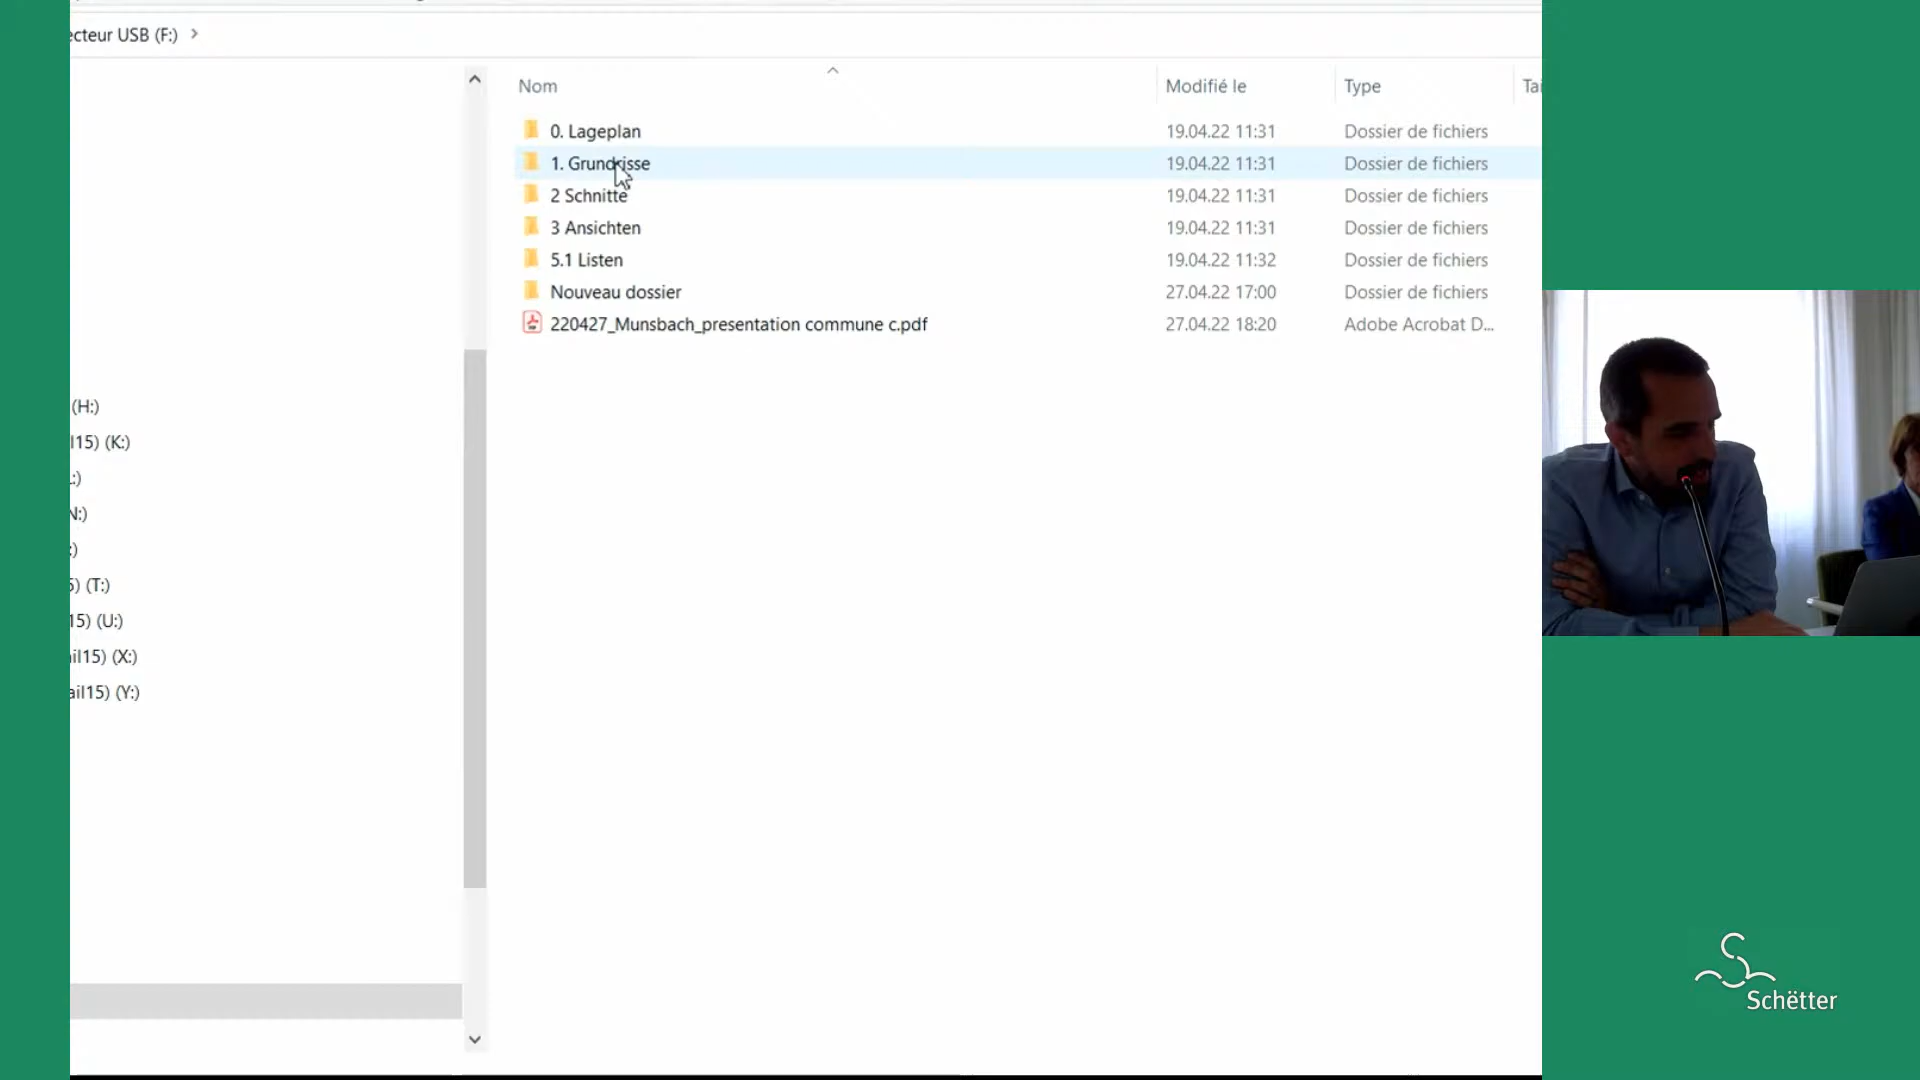 ecteur USB (F:)
Nom Modifié le Type Tai
0. Lageplan 19.04.22 11:31 Dossier de fichiers
1. Grundrisse 19.04.22 11:31 Dossier de fichiers
2 Schnitte 19.04.22 11:31 Dossier de fichiers
3 Ansichten 19.04.22 11:31 Dossier de fichiers
5.1 Listen 19.04.22 11:32 Dossier de fichiers
Nouveau dossier 27.04.22 17:00 Dossier de fichiers
220427_Munsbach_presentation commune c.pdf 27.04.22 18:20 Adobe Acrobat D...
(H:)
l15) (K:)
.:)
N:)
:)
5) (T:)
15) (U:)
il15) (X:)
ail15) (Y:)
Schëtter